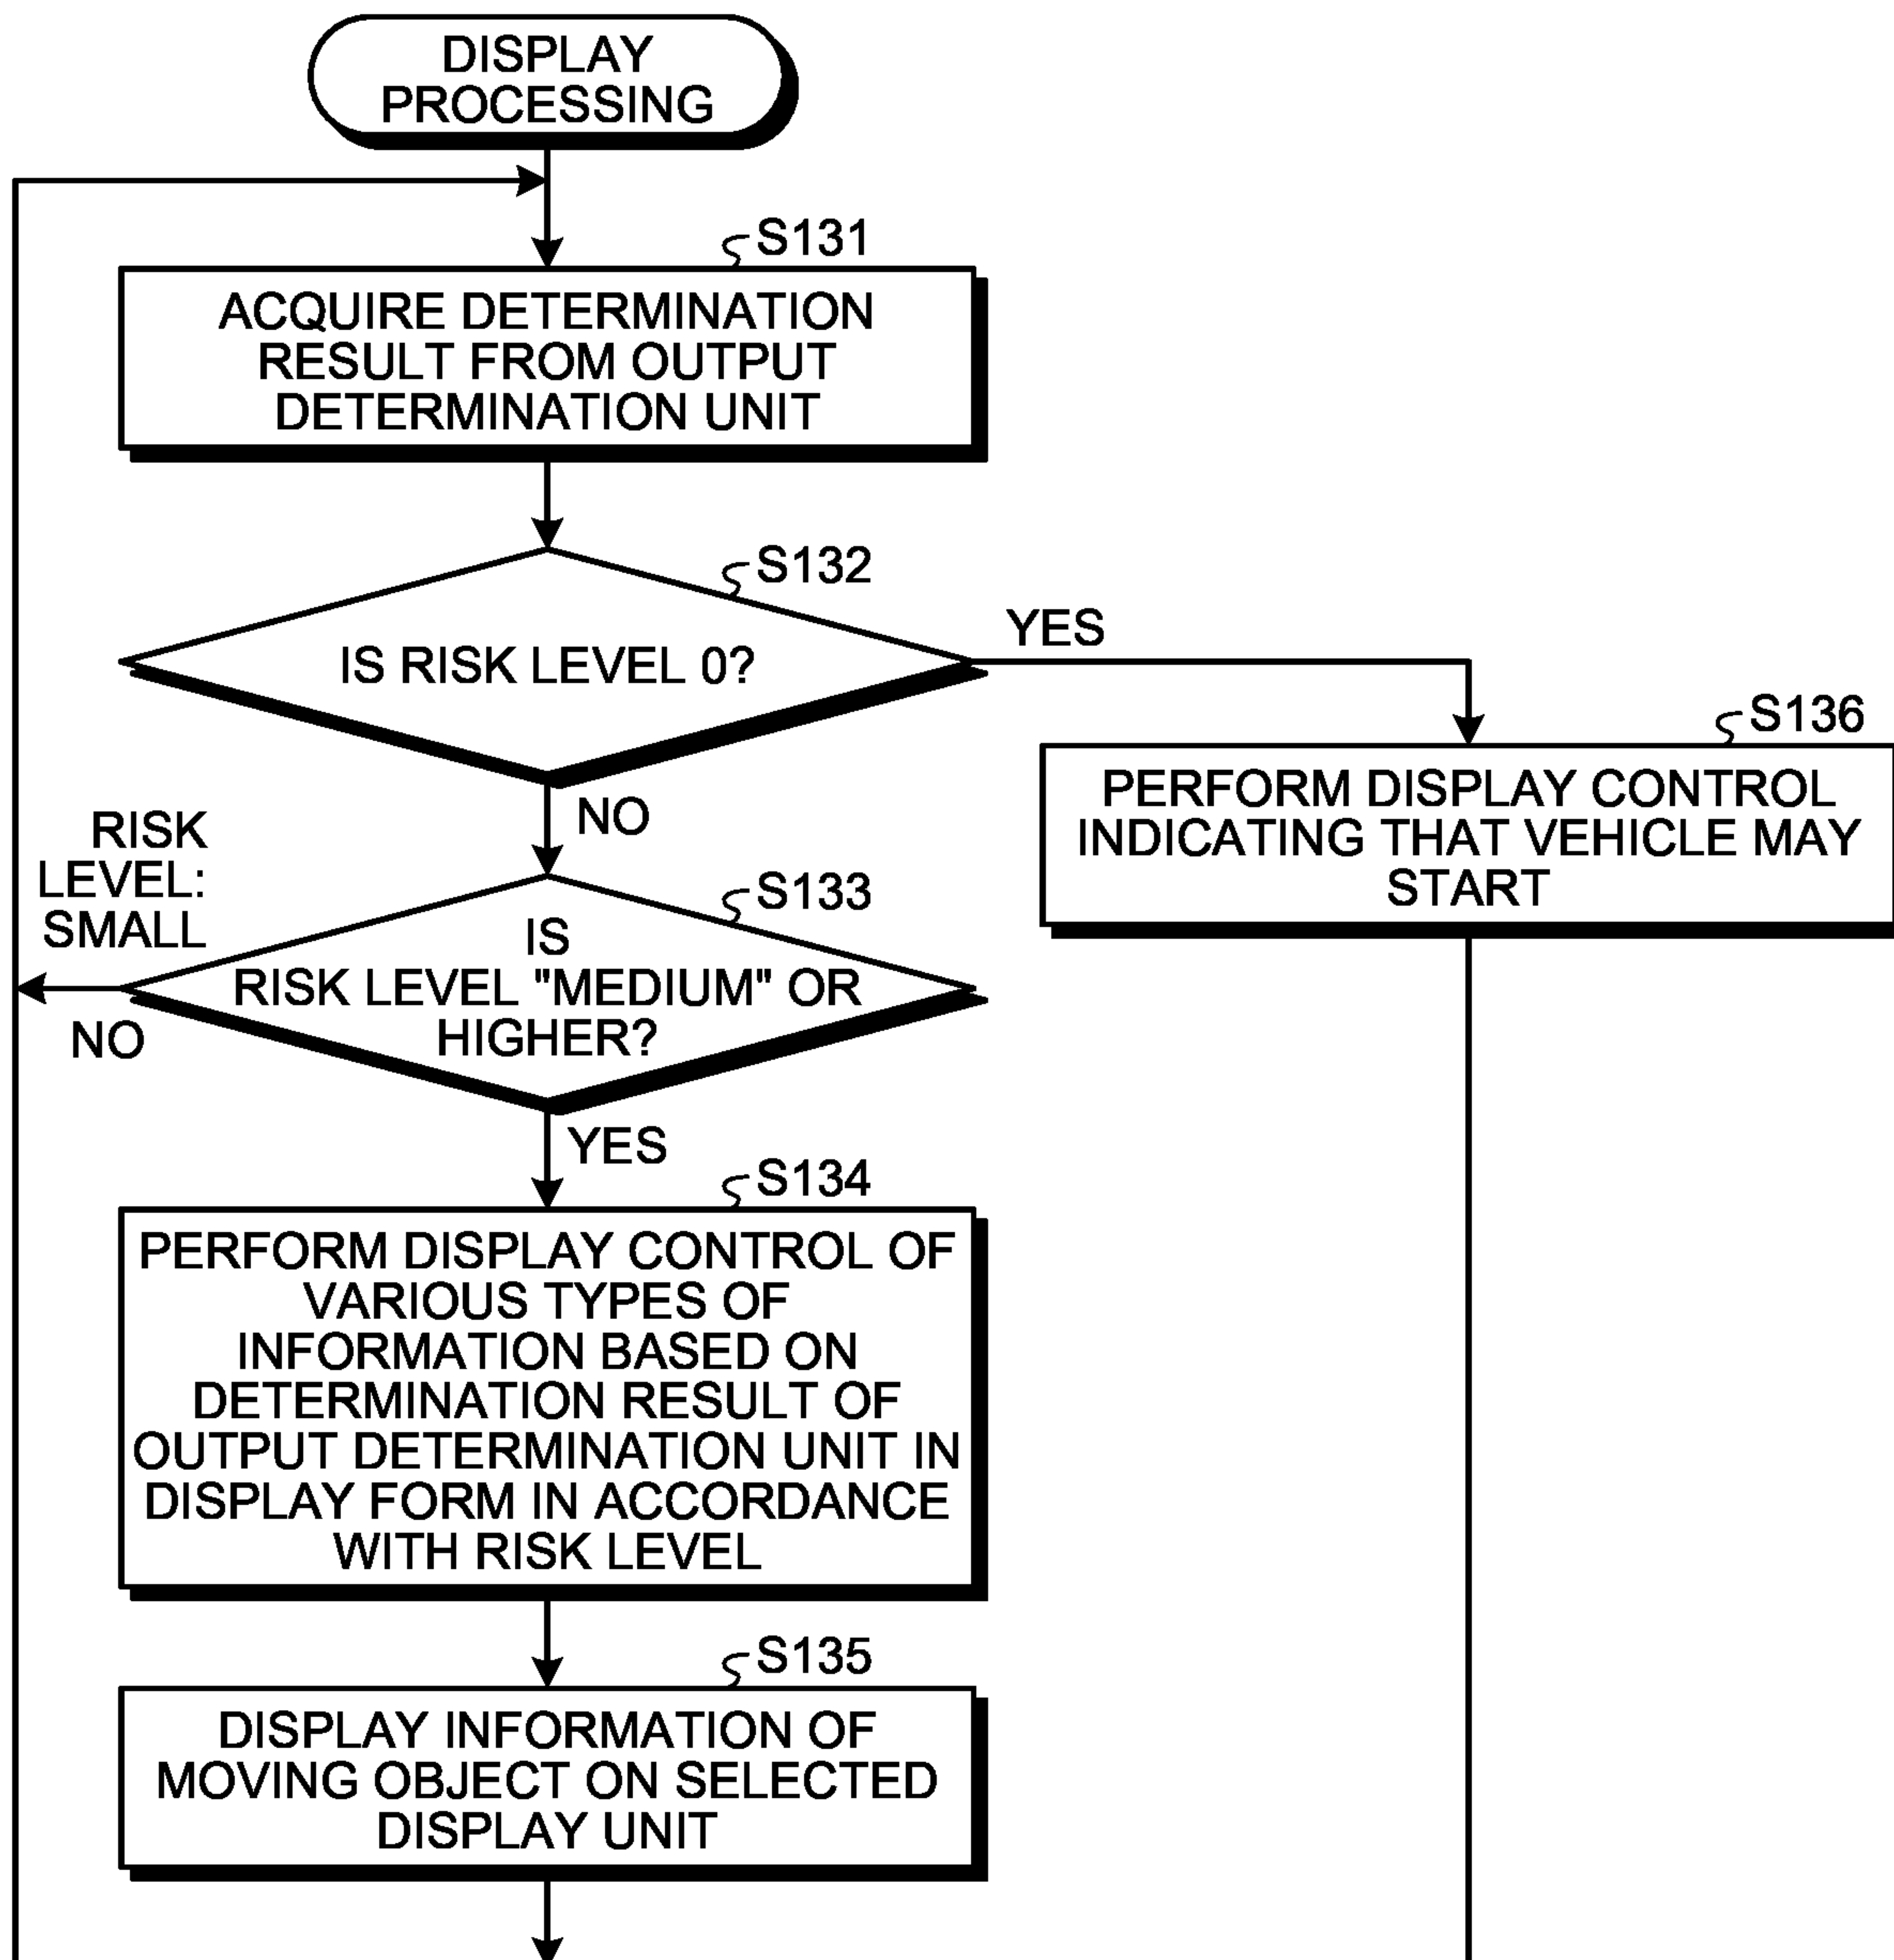 DISPLAY
PROCESSING
S131
ACQUIRE DETERMINATION
RESULT FROM OUTPUT
DETERMINATION UNIT
S132
IS RISK LEVEL 0?
YES
S136
PERFORM DISPLAY CONTROL
INDICATING THAT VEHICLE MAY
START
NO
RISK
LEVEL:
SMALL
S133
IS
RISK LEVEL "MEDIUM" OR
HIGHER?
NO
YES
S134
PERFORM DISPLAY CONTROL OF
VARIOUS TYPES OF
INFORMATION BASED ON
DETERMINATION RESULT OF
OUTPUT DETERMINATION UNIT IN
DISPLAY FORM IN ACCORDANCE
WITH RISK LEVEL
S135
DISPLAY INFORMATION OF
MOVING OBJECT ON SELECTED
DISPLAY UNIT